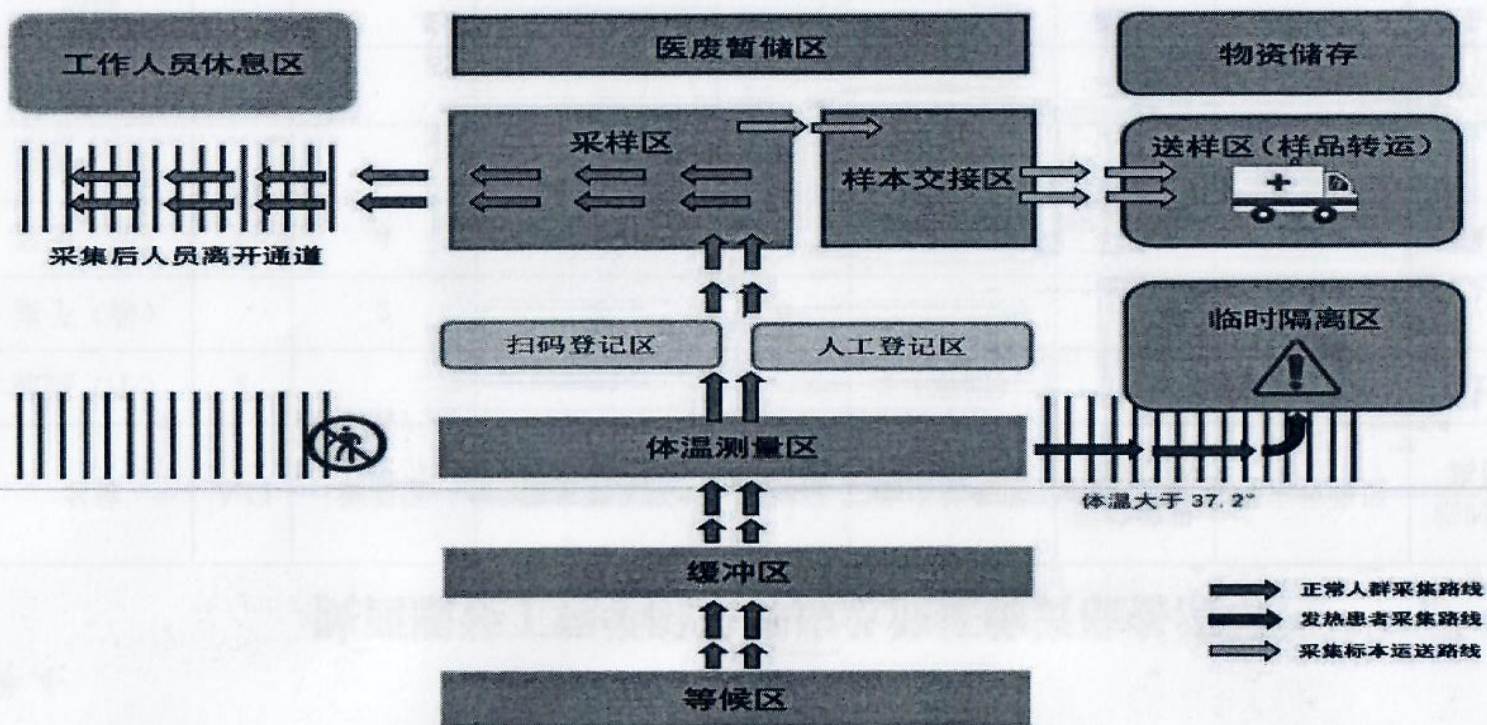 工作人员休息区
医废暂储区
物资储存
采样区
样本交接区
送样区(样品转运)
采集后人员离开通道
临时隔离区
扫码登记区
人工登记区
体温测量区
体温大于 37.2°
缓冲区
正常人群采集路线
发热患者采集路线
采集标本运送路线
等候区